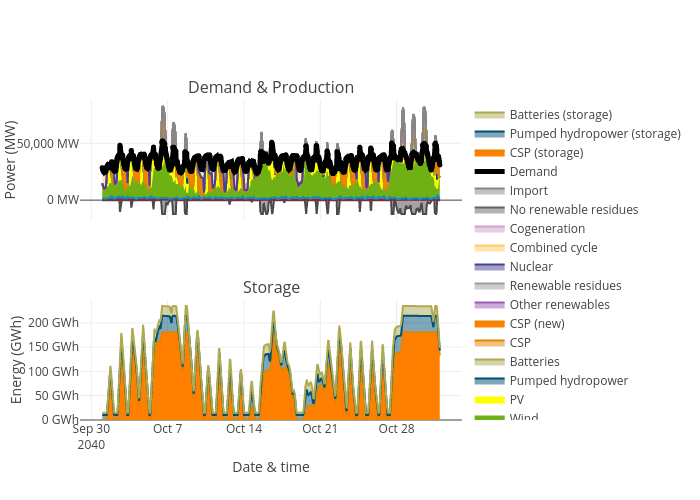 Demand & Production
Power (MW)
50,000 MW
0 MW
Storage
Energy (GWh)
200 GWh
150 GWh
100 GWh
50 GWh
0 GWh
Sep 30
2040
Oct 7
Oct 14
Oct 21
Oct 28
Date & time
Batteries (storage)
Pumped hydropower (storage)
CSP (storage)
Demand
Import
No renewable residues
Cogeneration
Combined cycle
Nuclear
Renewable residues
Other renewables
CSP (new)
CSP
Batteries
Pumped hydropower
PV
Wind